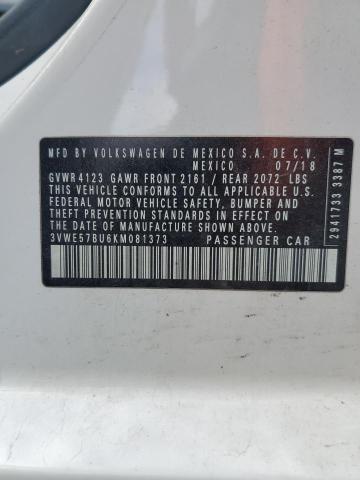 MFD BY VOLKSWAGEN DE MEXICO S.A. DE C.V.
MEXICO 07/18
GVWR 4123 GAWR FRONT 2161 / REAR 2072 LBS
THIS VEHICLE CONFORMS TO ALL APPLICABLE U.S.
FEDERAL MOTOR VEHICLE SAFETY, BUMPER AND
THEFT PREVENTION STANDARDS IN EFFECT ON THE
DATE OF MANUFACTURE SHOWN ABOVE.
3VWE57BU6KM081373 PASSENGER CAR
2941733 3387 M